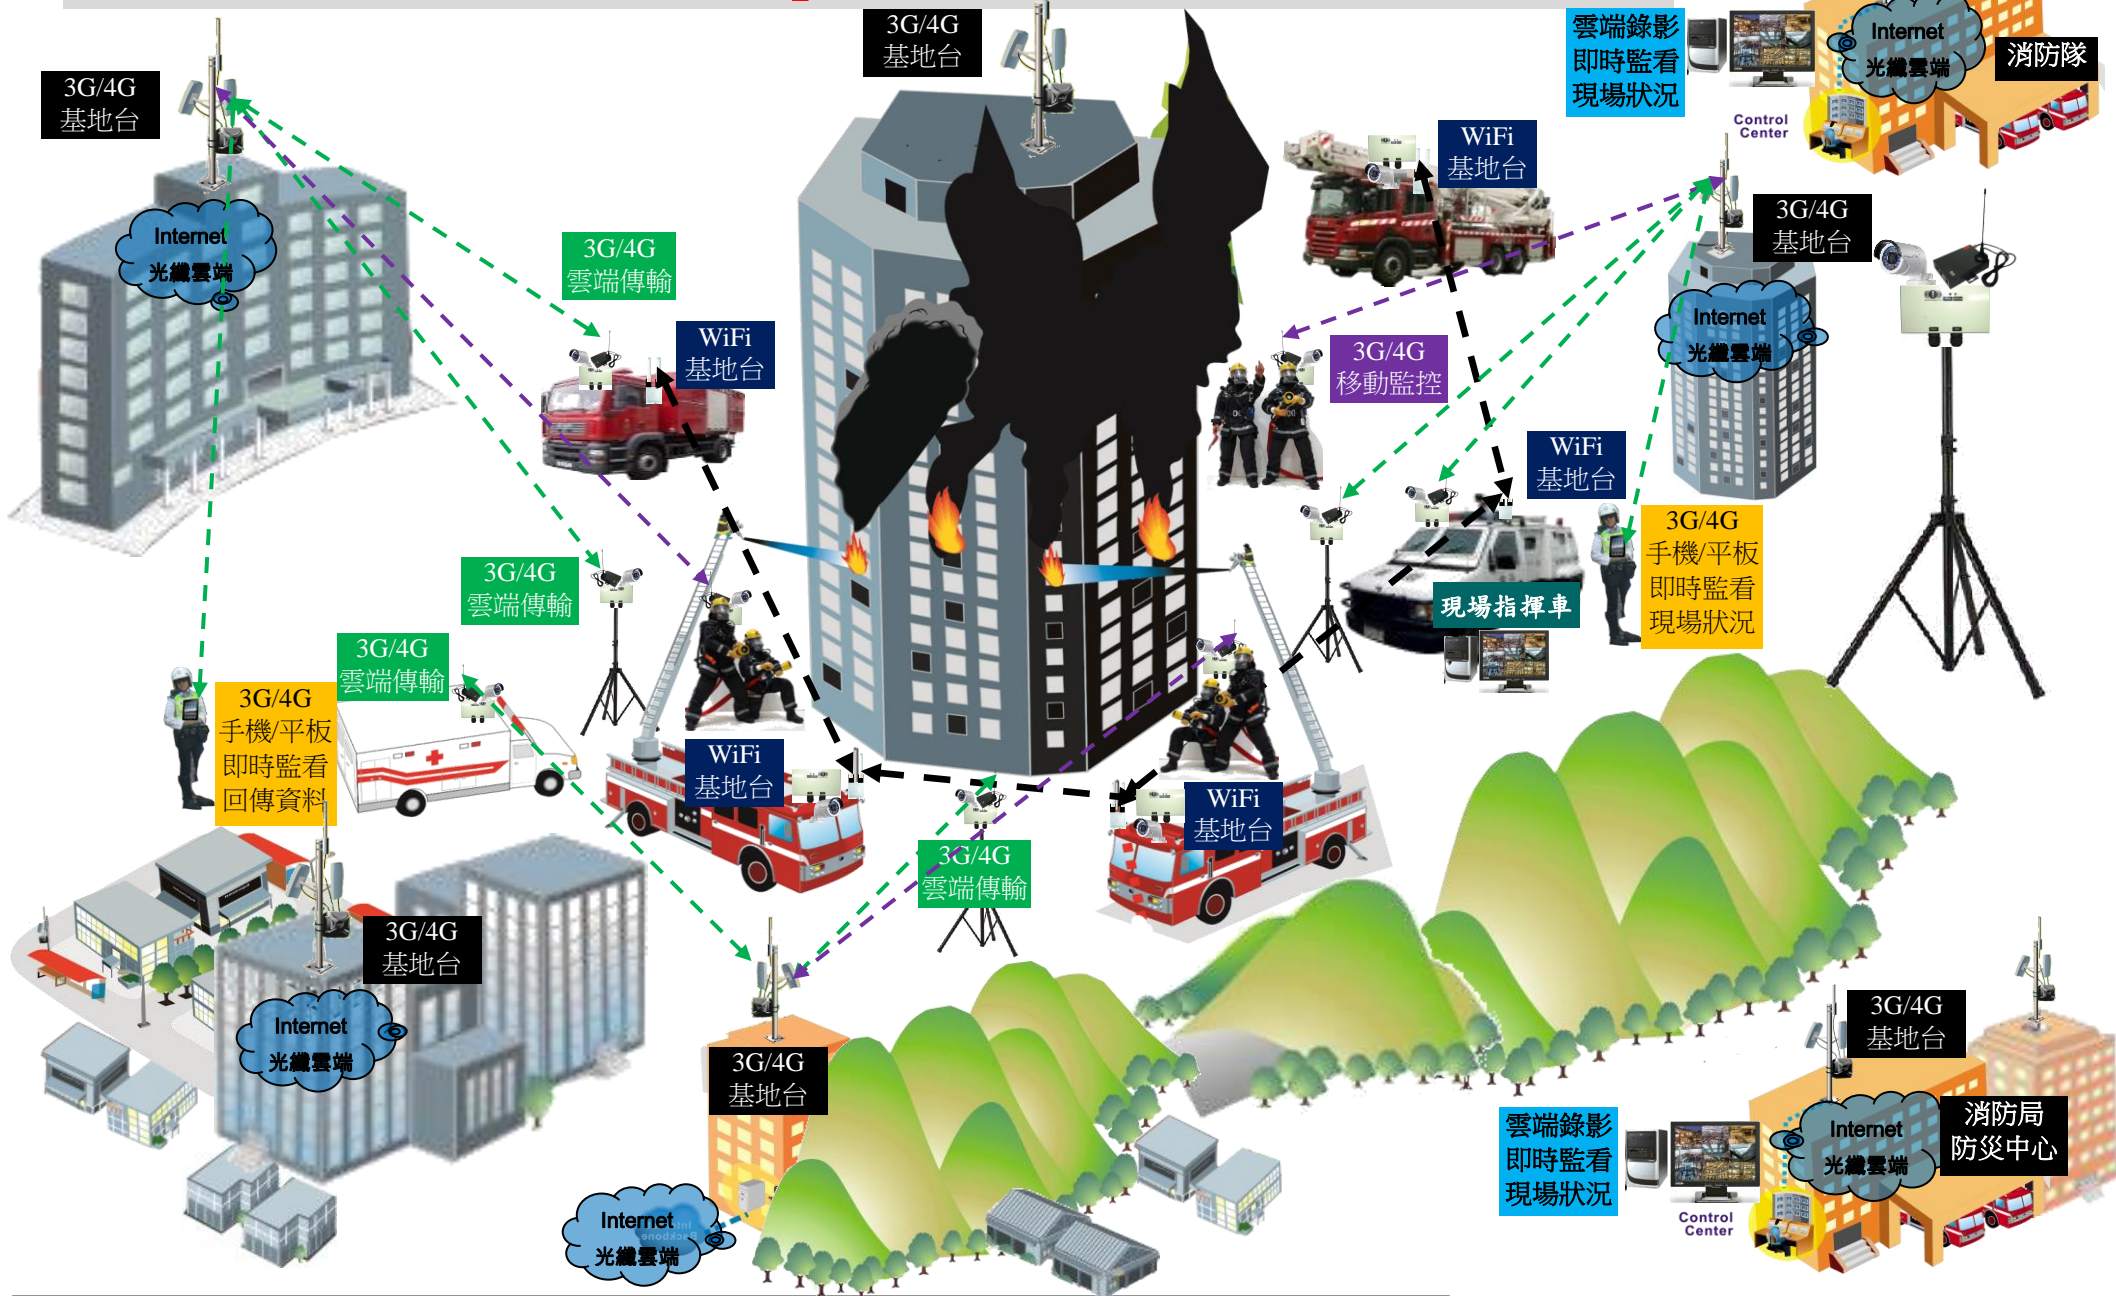 3G/4G
基地台
雲端錄影
即時監看
現場狀況
Internet
光纖雲端
消防隊
Control
Center
3G/4G
基地台
WiFi
基地台
3G/4G
基地台
Internet
光纖雲端
3G/4G
雲端傳輸
WiFi
基地台
3G/4G
移動監控
Internet
光纖雲端
WiFi
基地台
3G/4G
手機/平板
即時監看
現場狀況
3G/4G
雲端傳輸
現場指揮車
3G/4G
雲端傳輸
3G/4G
手機/平板
即時監看
回傳資料
WiFi
基地台
WiFi
基地台
3G/4G
雲端傳輸
3G/4G
基地台
Internet
光纖雲端
3G/4G
基地台
3G/4G
基地台
雲端錄影
即時監看
現場狀況
Internet
光纖雲端
消防局
防災中心
Control
Center
Internet
光纖雲端